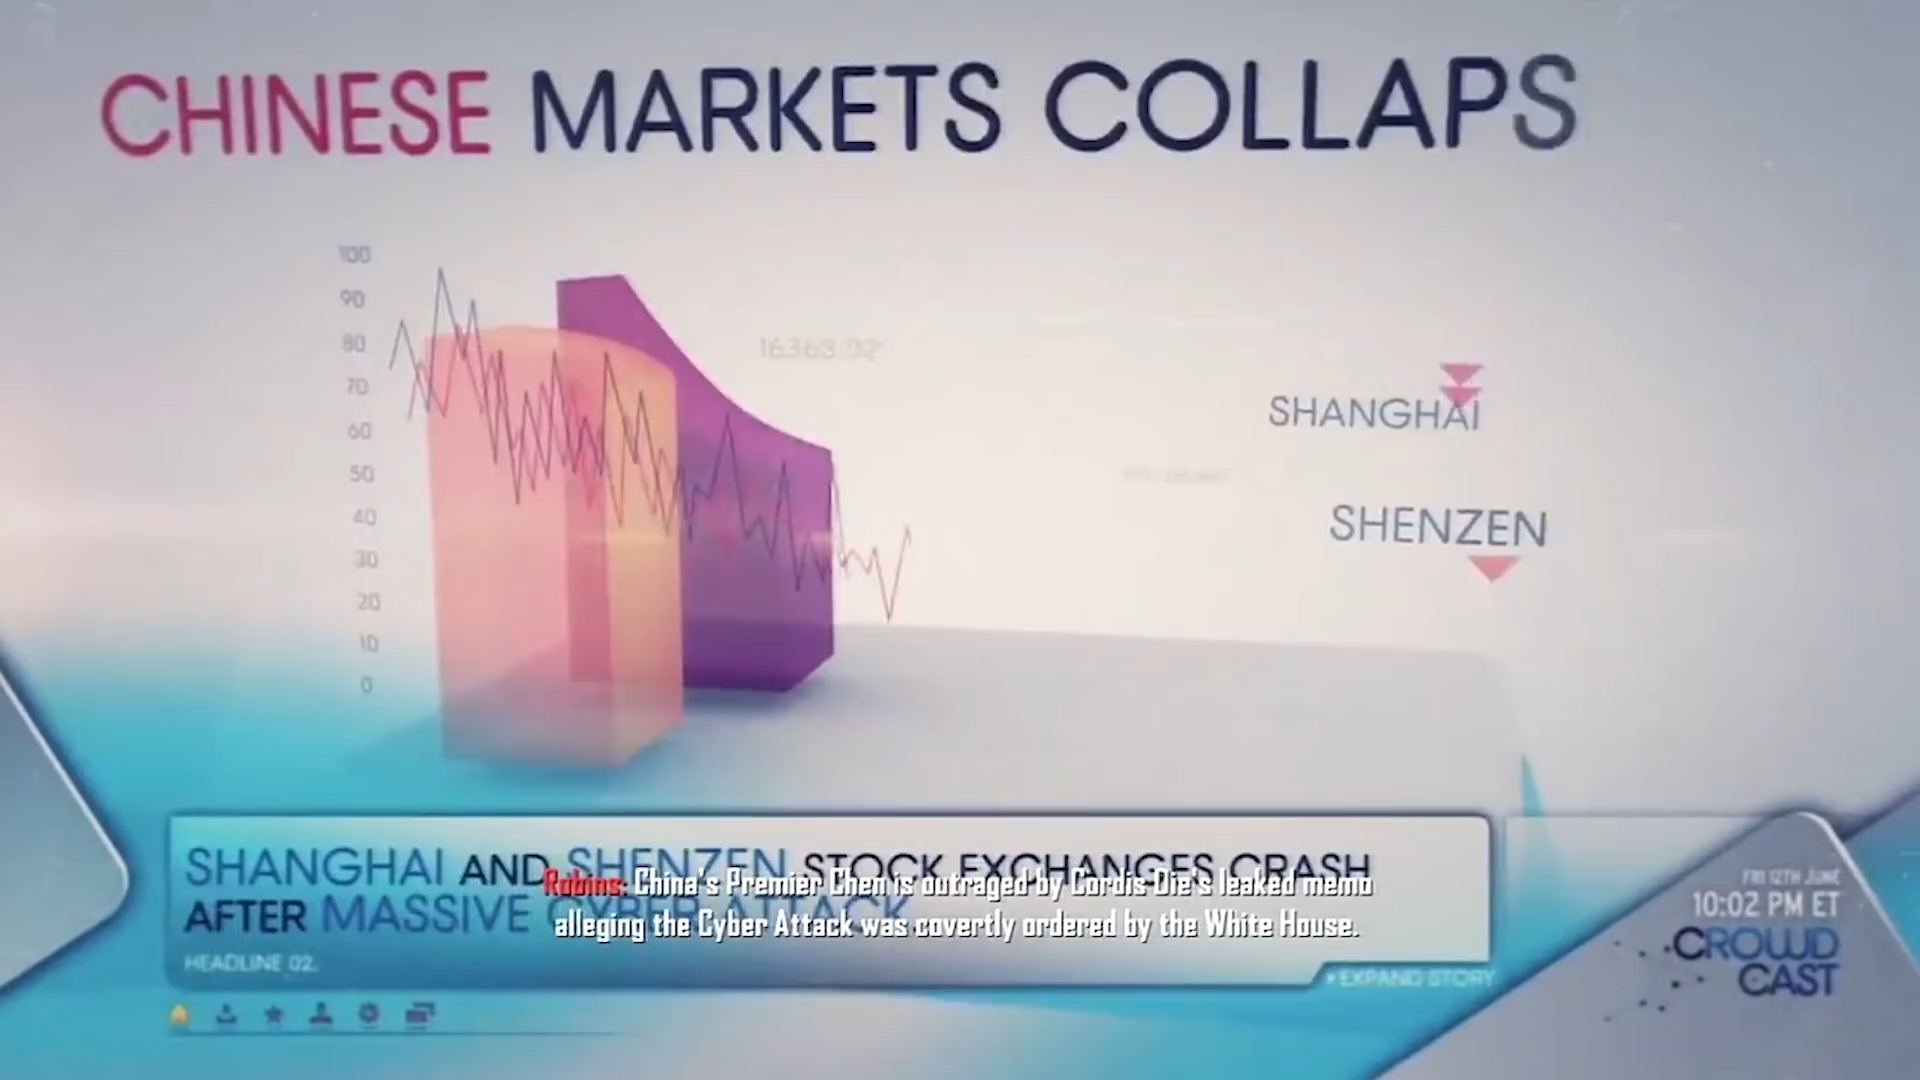 CHINESE MARKETS COLLAPS
100
90
80
70
60
50
40
30
20
10
0
SHANGHAI
SHENZEN
SHANGHAI AND SHENZEN STOCK EXCHANGES CRASH
AFTER MASSIVE CYBER ATTACK
HEADLINE 02.
Robins: China's Premier Chen is outraged by Cordis Die's leaked memo
alleging the Cyber Attack was covertly ordered by the White House.
EXPAND STORY
FRI 12TH JUNE
10:02 PM ET
CROWD
CAST